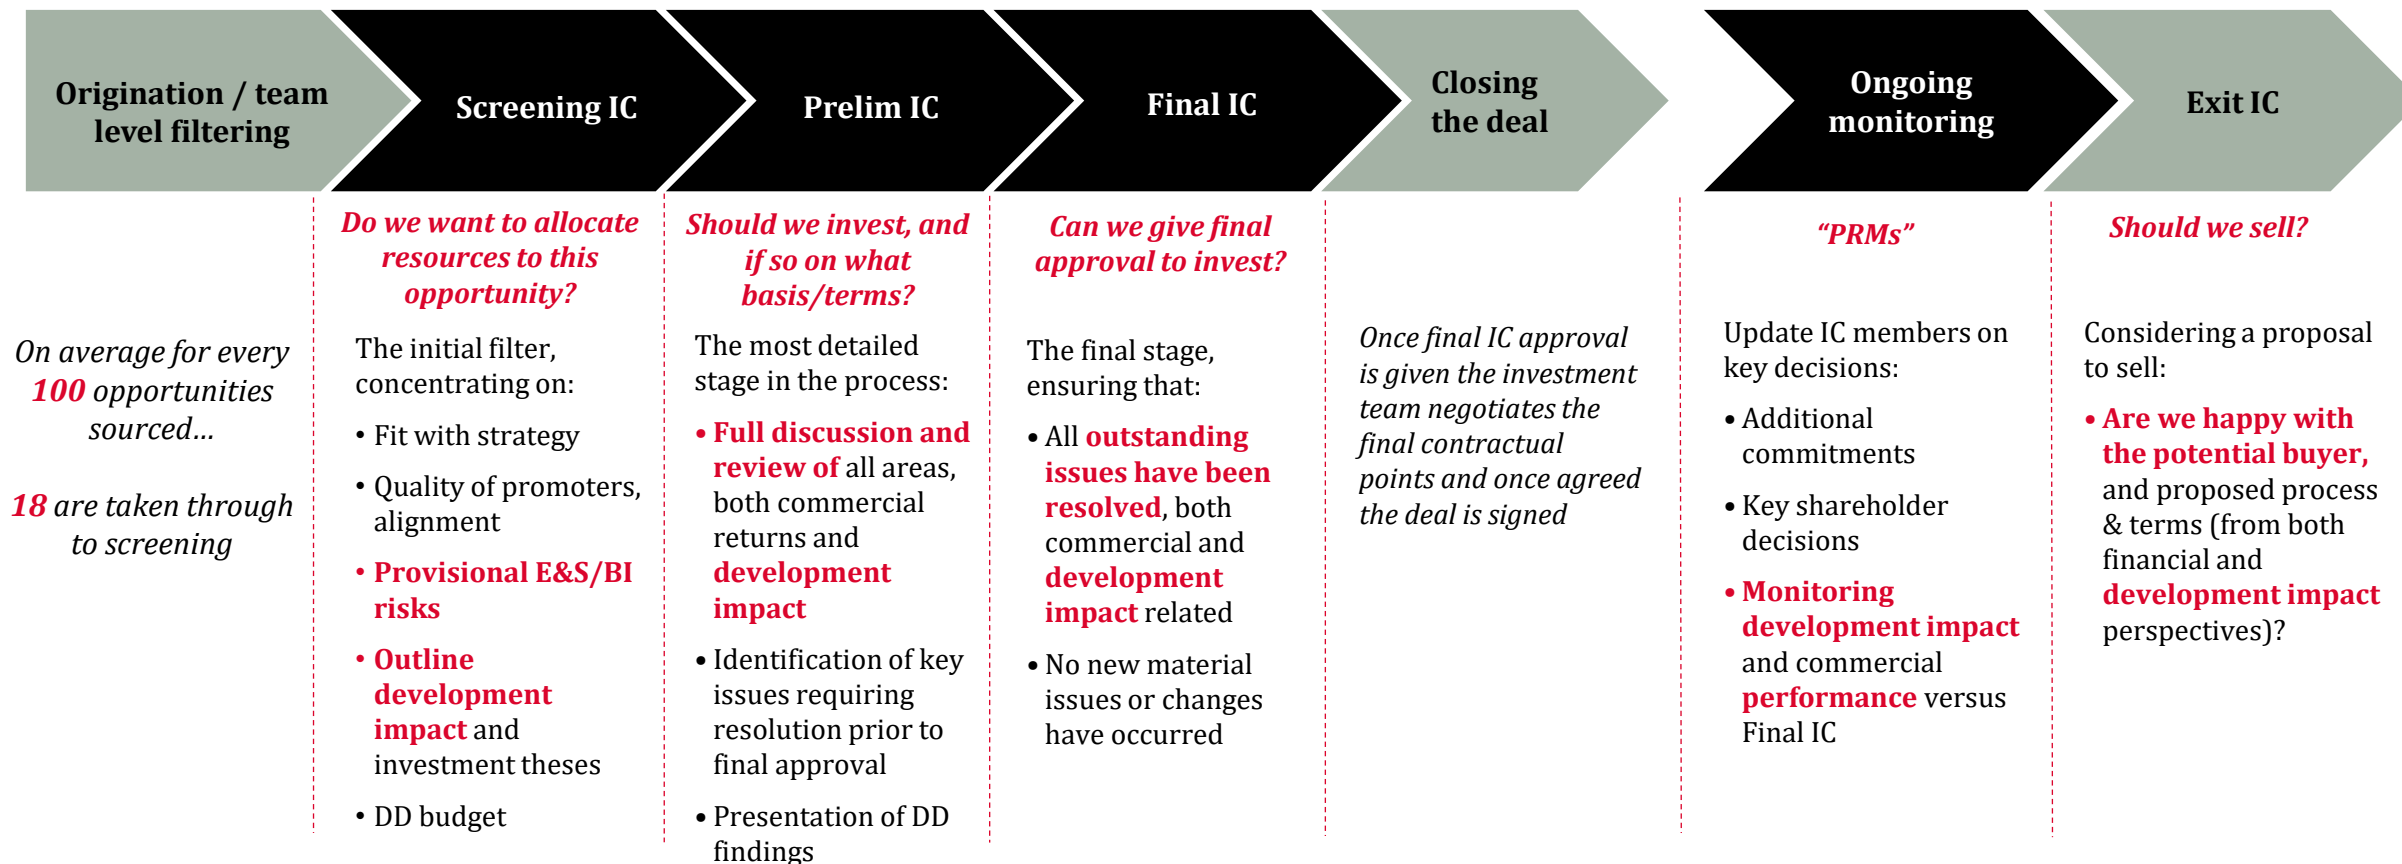 Origination / team
level filtering
Screening IC
Prelim IC
Final IC
Closing
the deal
Ongoing
monitoring
Exit IC
On average for every
100 opportunities
sourced…
18 are taken through
to screening
Do we want to allocate
resources to this
opportunity?
The initial filter,
concentrating on:
• Fit with strategy
• Quality of promoters,
alignment
• Provisional E&S/BI
risks
• Outline
development
impact and
investment theses
• DD budget
Should we invest, and
if so on what
basis/terms?
The most detailed
stage in the process:
• Full discussion and
review of all areas,
both commercial
returns and
development
impact
• Identification of key
issues requiring
resolution prior to
final approval
• Presentation of DD
findings
Can we give final
approval to invest?
The final stage,
ensuring that:
• All outstanding
issues have been
resolved, both
commercial and
development
impact related
• No new material
issues or changes
have occurred
Once final IC approval
is given the investment
team negotiates the
final contractual
points and once agreed
the deal is signed
“PRMs”
Update IC members on
key decisions:
• Additional
commitments
• Key shareholder
decisions
• Monitoring
development impact
and commercial
performance versus
Final IC
Should we sell?
Considering a proposal
to sell:
• Are we happy with
the potential buyer,
and proposed process
& terms (from both
financial and
development impact
perspectives)?